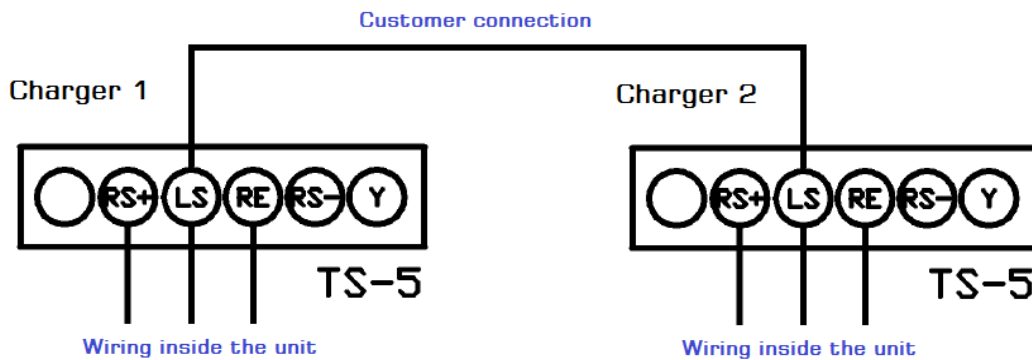 Customer connection
Charger 1
Charger 2
RS+ LS RE RS- Y
RS+ LS RE RS- Y
TS-5
TS-5
Wiring inside the unit
Wiring inside the unit